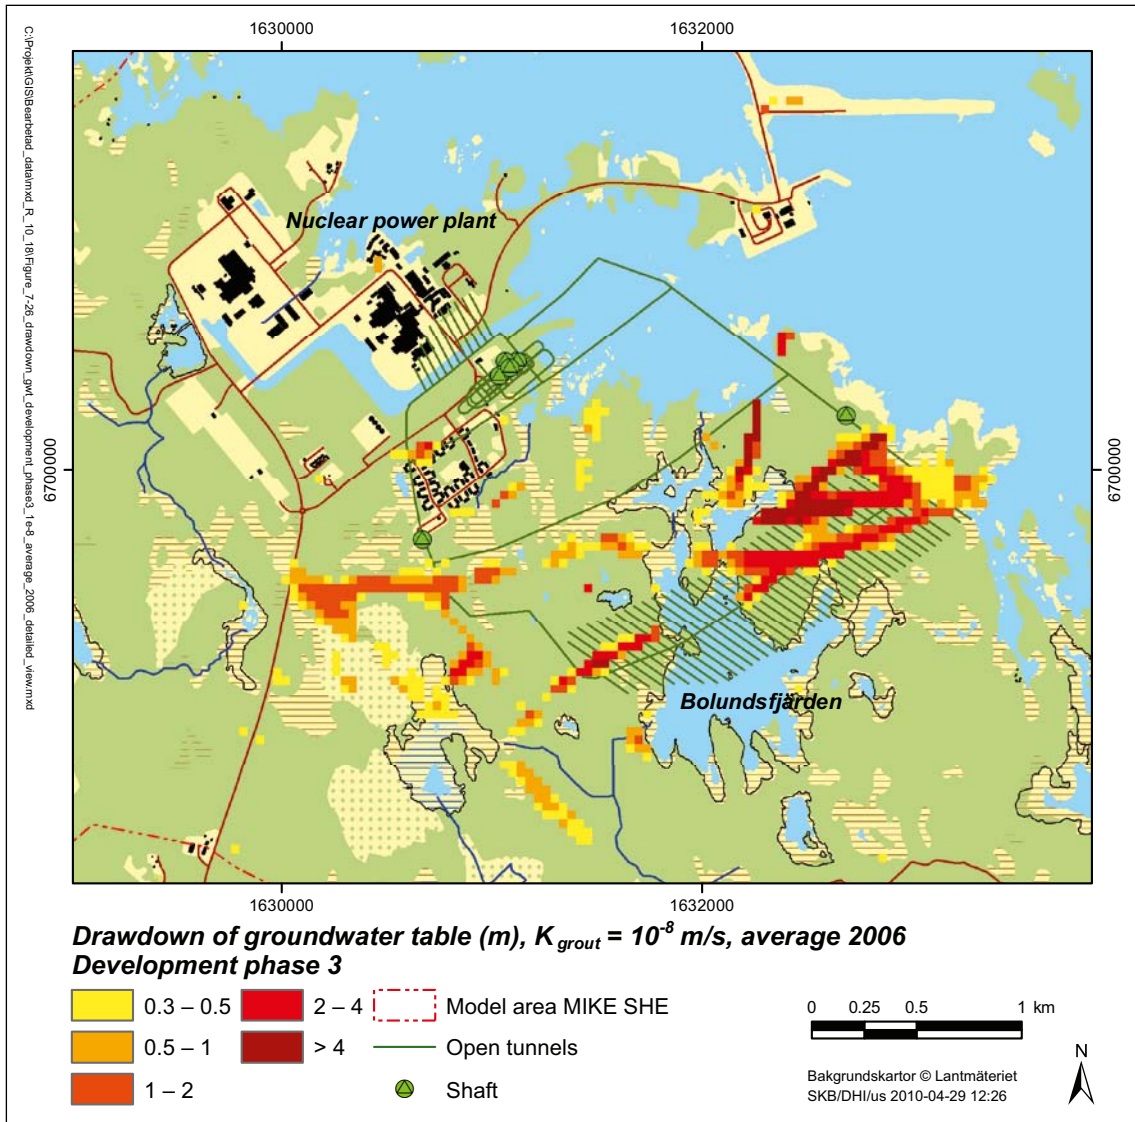 1630000
1632000
C:\Projekt\GIS\Bearbetad_data\mxd_R_10_18\Figure_7-26_drawdown_gwt_development_phase3_1e-8_average_2006_detailed_view.mxd
Nuclear power plant
6700000
6700000
Bolundsfjärden
1630000
1632000
Drawdown of groundwater table (m), K grout = 10-8 m/s, average 2006
Development phase 3
0.3 – 0.5
2 – 4
Model area MIKE SHE
0.5 – 1
> 4
Open tunnels
1 – 2
Shaft
0 0.25 0.5 1 km
Bakgrundskartor © Lantmäteriet
SKB/DHI/us 2010-04-29 12:26
N